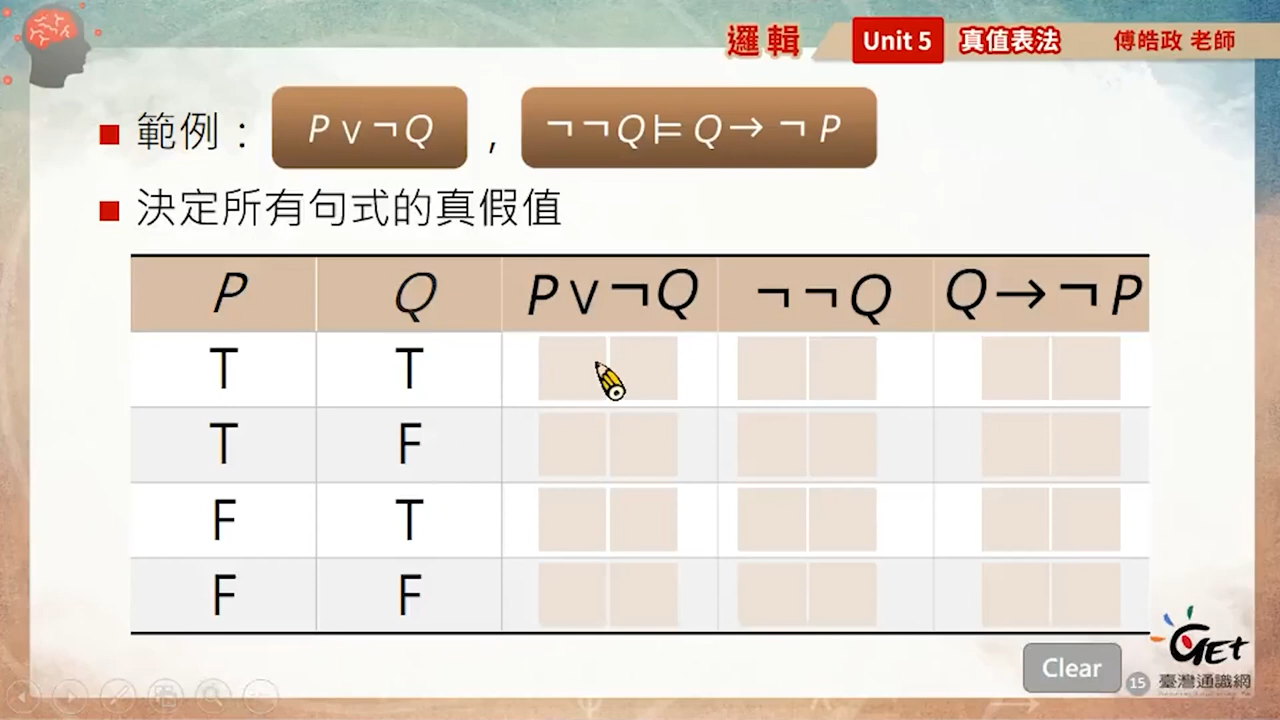 邏輯 Unit 5 真值表法 傅皓政 老師
範例： P ∨ ¬Q , ¬¬Q ⊨ Q → ¬P
決定所有句式的真假值
P Q P ∨ ¬Q ¬¬Q Q → ¬P
T T
T F
F T
F F
Clear 15 GET
臺灣通識網